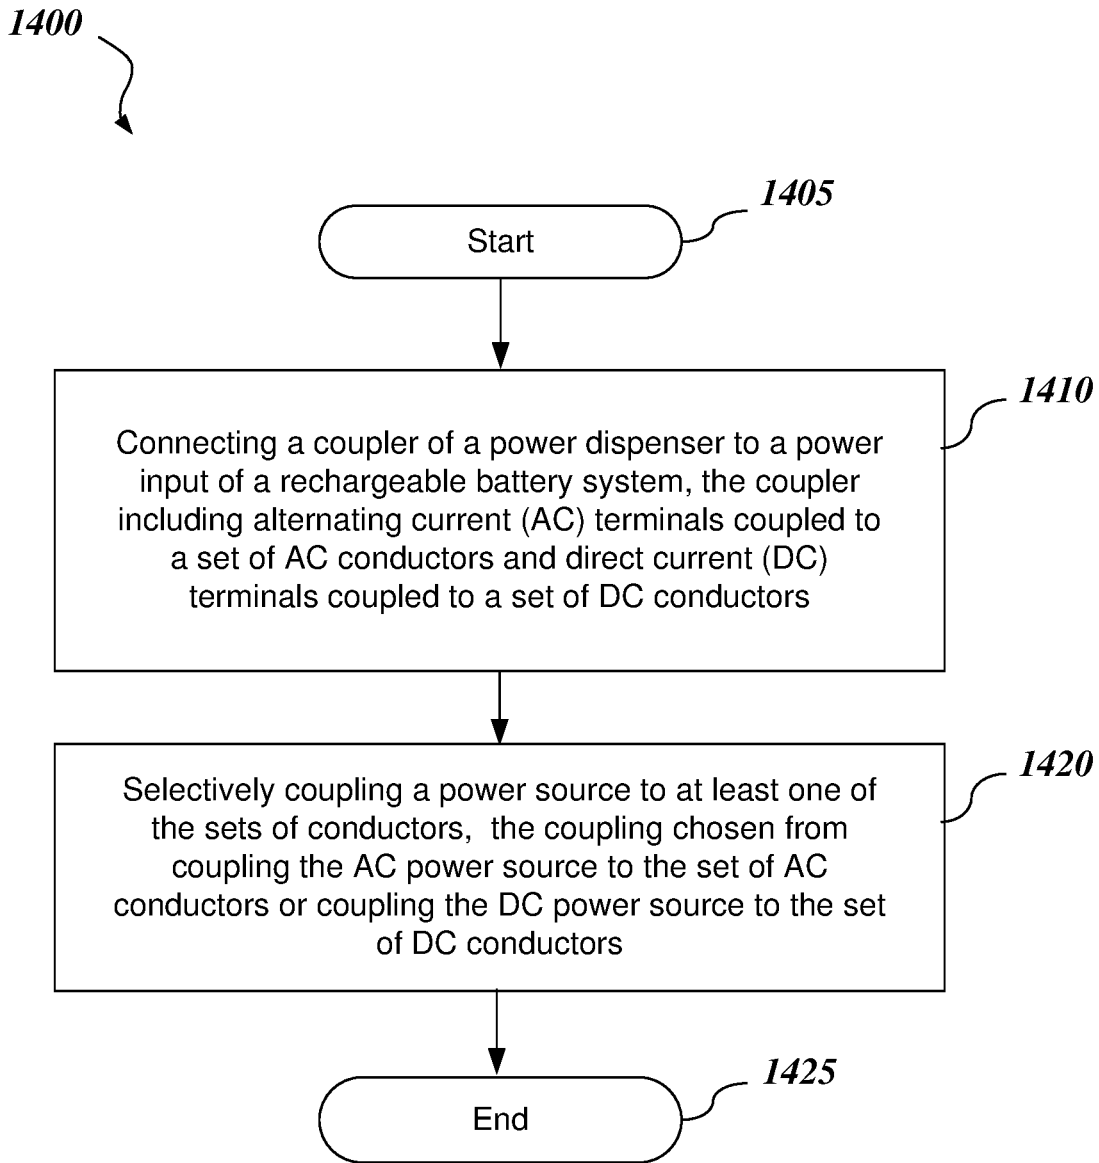 1400
1405
Start
1410
Connecting a coupler of a power dispenser to a power
input of a rechargeable battery system, the coupler
including alternating current (AC) terminals coupled to
a set of AC conductors and direct current (DC)
terminals coupled to a set of DC conductors
1420
Selectively coupling a power source to at least one of
the sets of conductors,  the coupling chosen from
coupling the AC power source to the set of AC
conductors or coupling the DC power source to the set
of DC conductors
1425
End